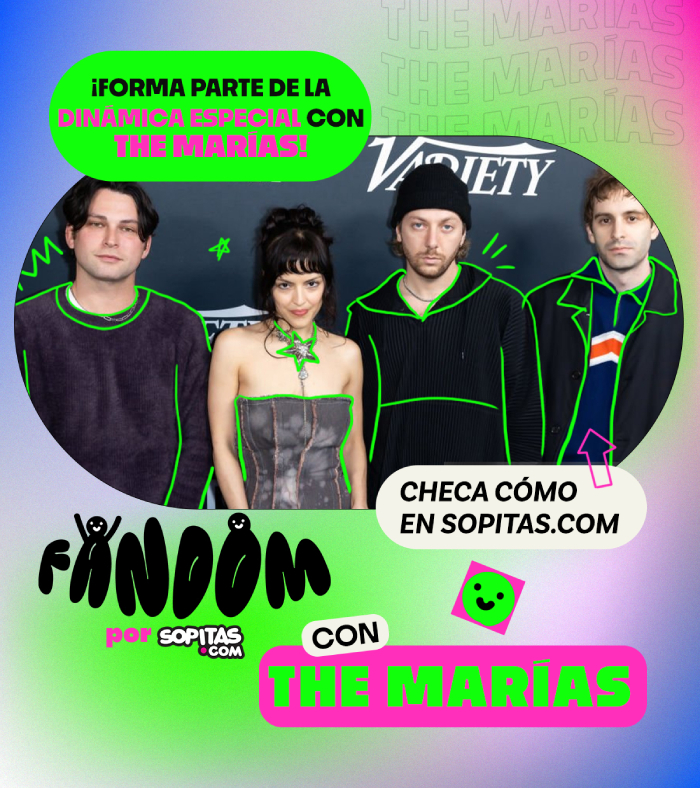 THE MARÍAS
THE MARÍAS
THE MARÍAS
¡FORMA PARTE DE LA
DINÁMICA ESPECIAL CON
THE MARÍAS!
VARIETY
CHECA CÓMO
EN SOPITAS.COM
FANDOM
por SOPITAS
.COM
CON
THE MARÍAS